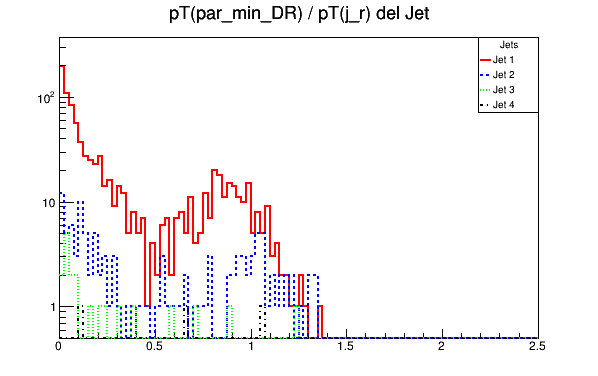 pT(par_min_DR) / pT(j_r) del Jet
Jets
Jet 1
Jet 2
Jet 3
Jet 4
10²
10
1
0 0.5 1 1.5 2 2.5